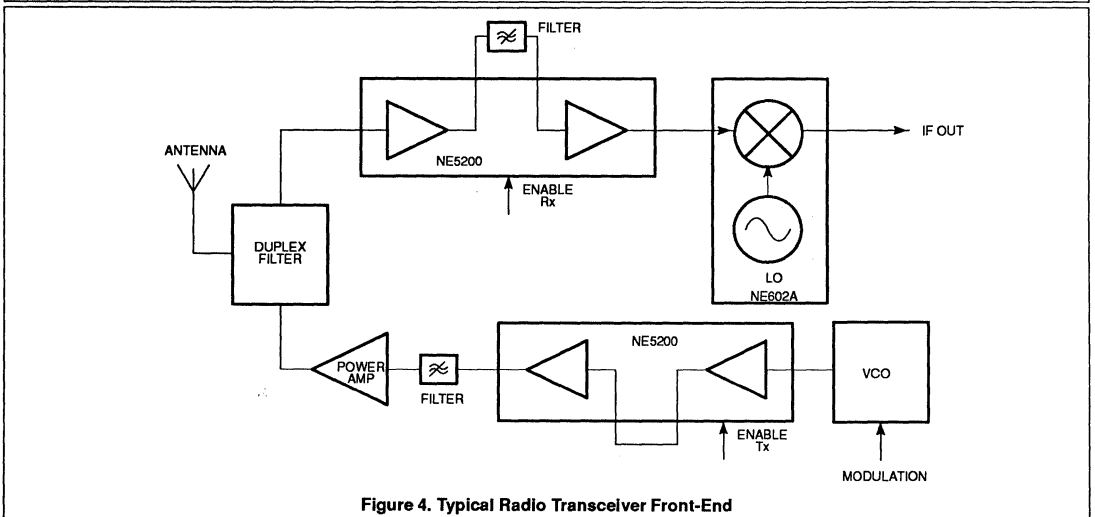 FILTER
NE5200
ENABLE
Rx
IF OUT
LO
NE602A
ANTENNA
DUPLEX
FILTER
POWER
AMP
FILTER
NE5200
ENABLE
Tx
VCO
MODULATION
Figure 4. Typical Radio Transceiver Front-End